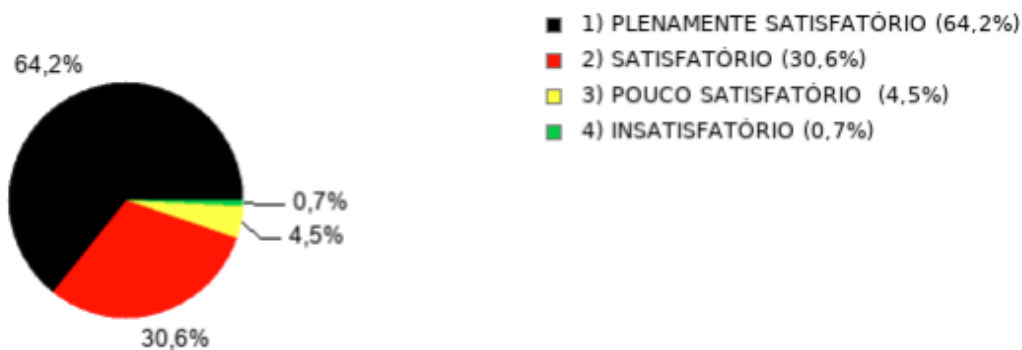 1) PLENAMENTE SATISFATÓRIO (64,2%)
2) SATISFATÓRIO (30,6%)
3) POUCO SATISFATÓRIO (4,5%)
4) INSATISFATÓRIO (0,7%)
64,2%
0,7%
4,5%
30,6%